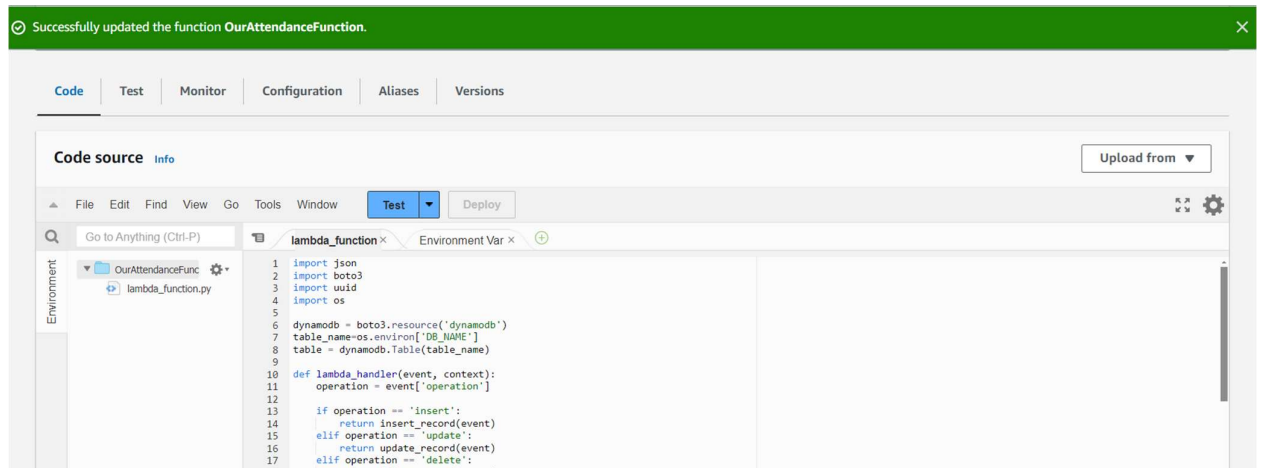 Successfully updated the function OurAttendanceFunction.
Code Test Monitor Configuration Aliases Versions
Code source Info Upload from
File Edit Find View Go Tools Window Test Deploy
Go to Anything (Ctrl-P) lambda_function × Environment Var ×
Environment
OurAttendanceFunc
lambda_function.py
1 import json
2 import boto3
3 import uuid
4 import os
5
6 dynamodb = boto3.resource('dynamodb')
7 table_name=os.environ['DB_NAME']
8 table = dynamodb.Table(table_name)
9
10 def lambda_handler(event, context):
11     operation = event['operation']
12
13     if operation == 'insert':
14         return insert_record(event)
15     elif operation == 'update':
16         return update_record(event)
17     elif operation == 'delete':